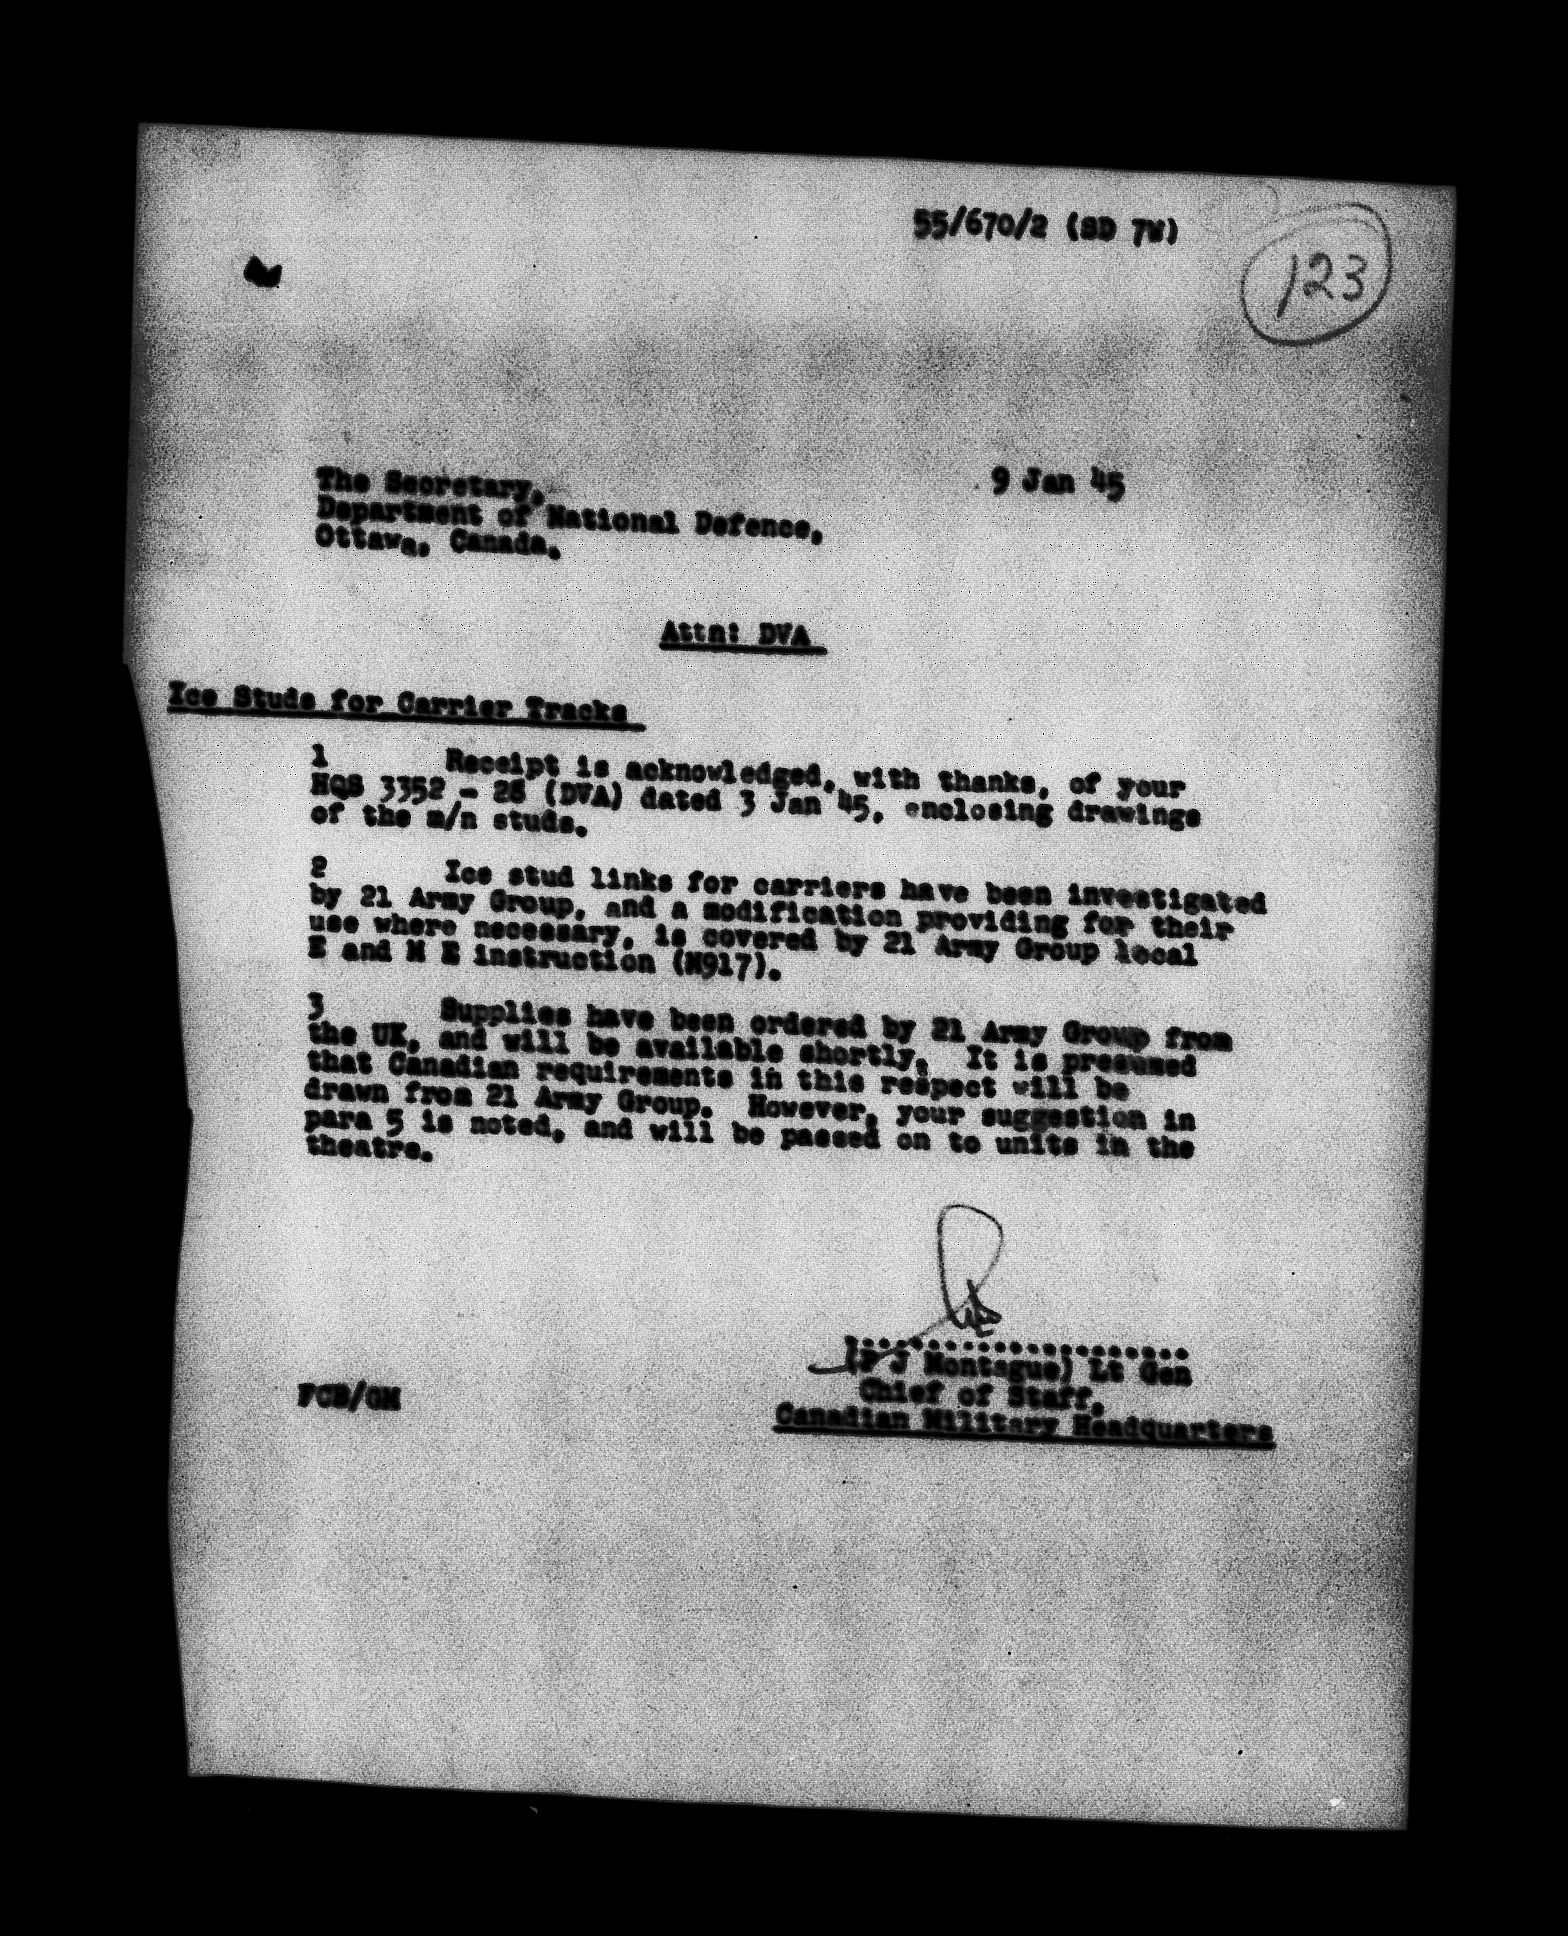 55/670/2 (SD 7W)
123
The Secretary,
Department of National Defence,
Ottawa, Canada.
9 Jan 45
Attn: DVA
Ice Studs for Carrier Tracks
1 Receipt is acknowledged, with thanks, of your
HQS 3352 - 28 (DVA) dated 3 Jan 45, enclosing drawings
of the m/n studs.
2 Ice stud links for carriers have been investigated
by 21 Army Group, and a modification providing for their
use where necessary, is covered by 21 Army Group local
E and M E instruction (M917).
3 Supplies have been ordered by 21 Army Group from
the UK, and will be available shortly. It is presumed
that Canadian requirements in this respect will be
drawn from 21 Army Group. However, your suggestion in
para 5 is noted, and will be passed on to units in the
theatre.
(P J Montague) Lt Gen
Chief of Staff,
Canadian Military Headquarters
FCB/GM